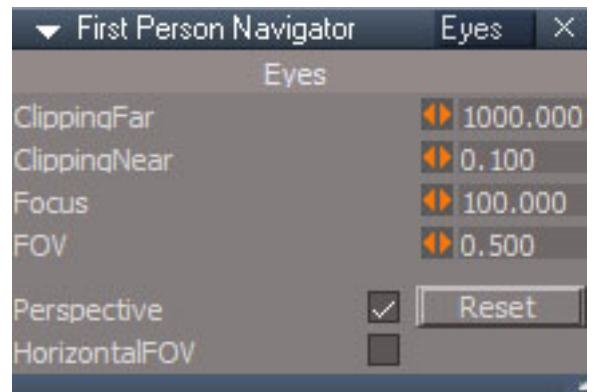 First Person Navigator Eyes
Eyes
ClippingFar 1000.000
ClippingNear 0.100
Focus 100.000
FOV 0.500
Perspective Reset
HorizontalFOV